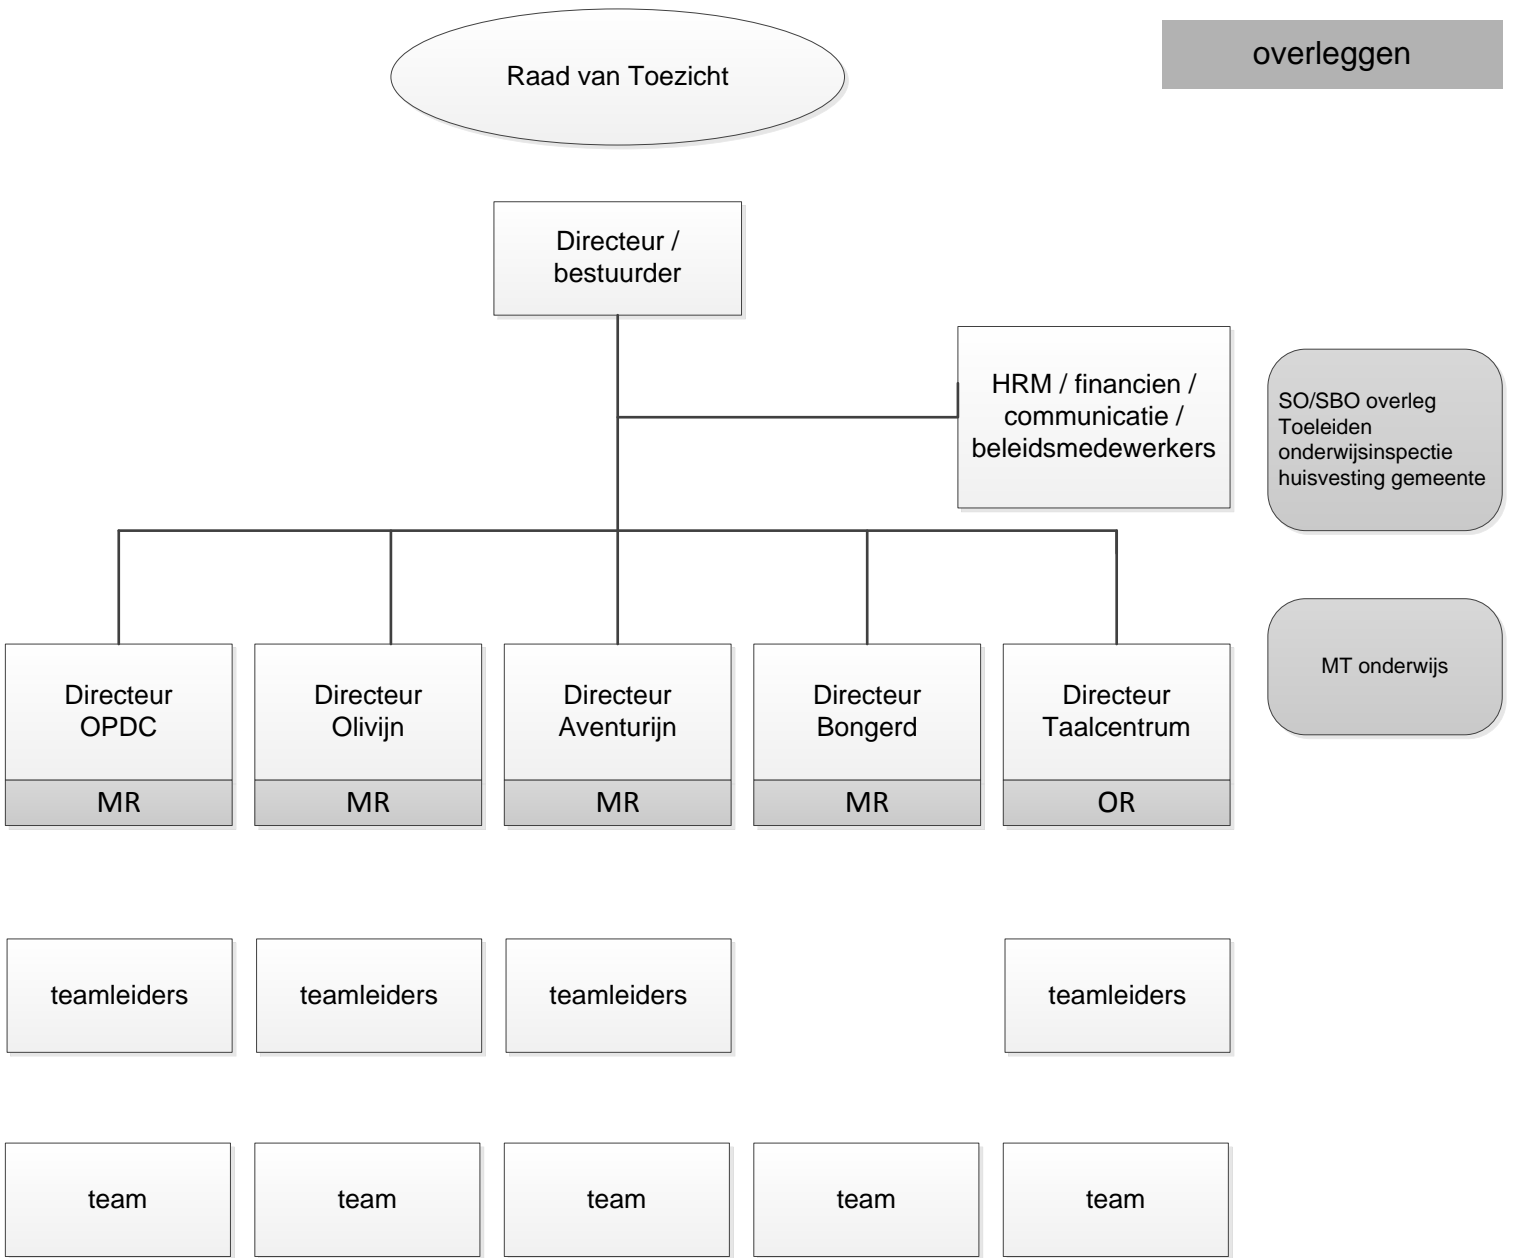 Raad van Toezicht
overleggen
Directeur /
bestuurder
HRM / financien /
communicatie /
beleidsmedewerkers
SO/SBO overleg
Toeleiden
onderwijsinspectie
huisvesting gemeente
Directeur
OPDC
MR
Directeur
Olivijn
MR
Directeur
Aventurijn
MR
Directeur
Bongerd
MR
Directeur
Taalcentrum
OR
MT onderwijs
teamleiders
teamleiders
teamleiders
teamleiders
team
team
team
team
team